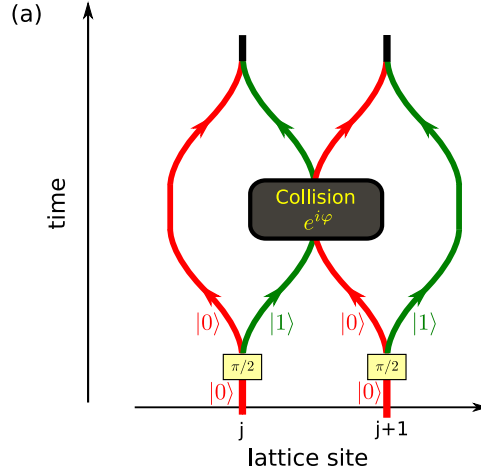 (a)
time
Collision
e^{iφ}
|0⟩ |1⟩ |0⟩ |1⟩
π/2 π/2
|0⟩ |0⟩
j j+1
lattice site